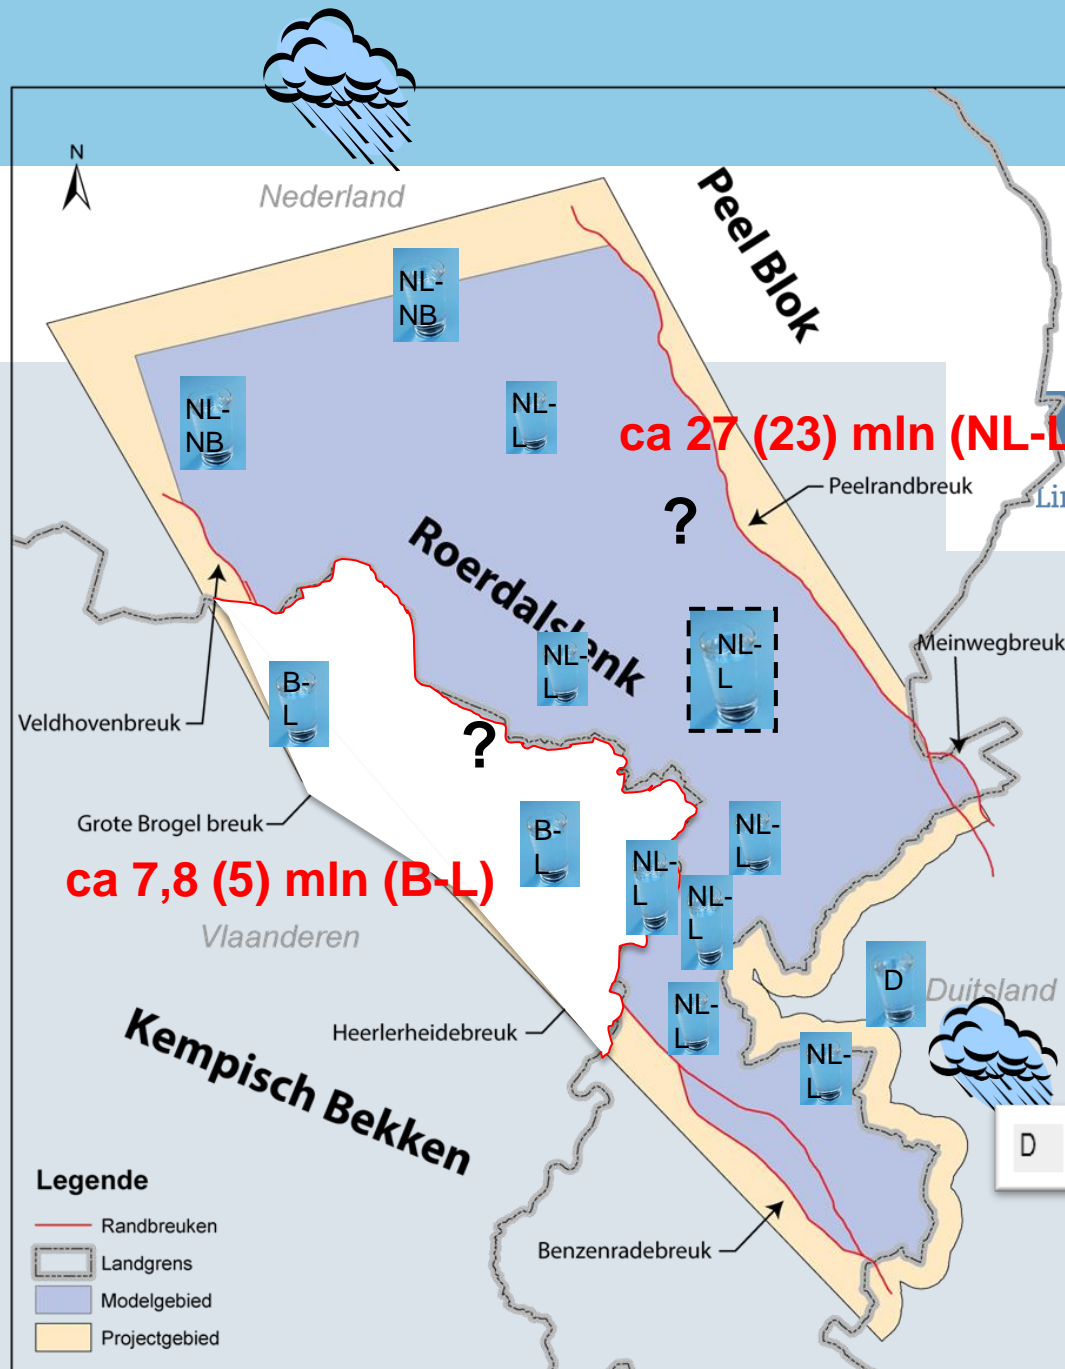 N
Nederland
Peel Blok
NL-
NB
NL-
NB
NL-
L
ca 27 (23) mln (NL-L
Peelrandbreuk
Lin
?
Roerdalslenk
NL-
L
NL-
L
Meinwegbreuk
B-
L
Veldhovenbreuk
?
Grote Brogel breuk
B-
L
NL-
L
ca 7,8 (5) mln (B-L)
NL-
L
NL-
L
Vlaanderen
D
Duitsland
NL-
L
Heerlerheidebreuk
Kempisch Bekken
NL-
L
D
Legende
Randbreuken
Landgrens
Modelgebied
Projectgebied
Benzenradebreuk